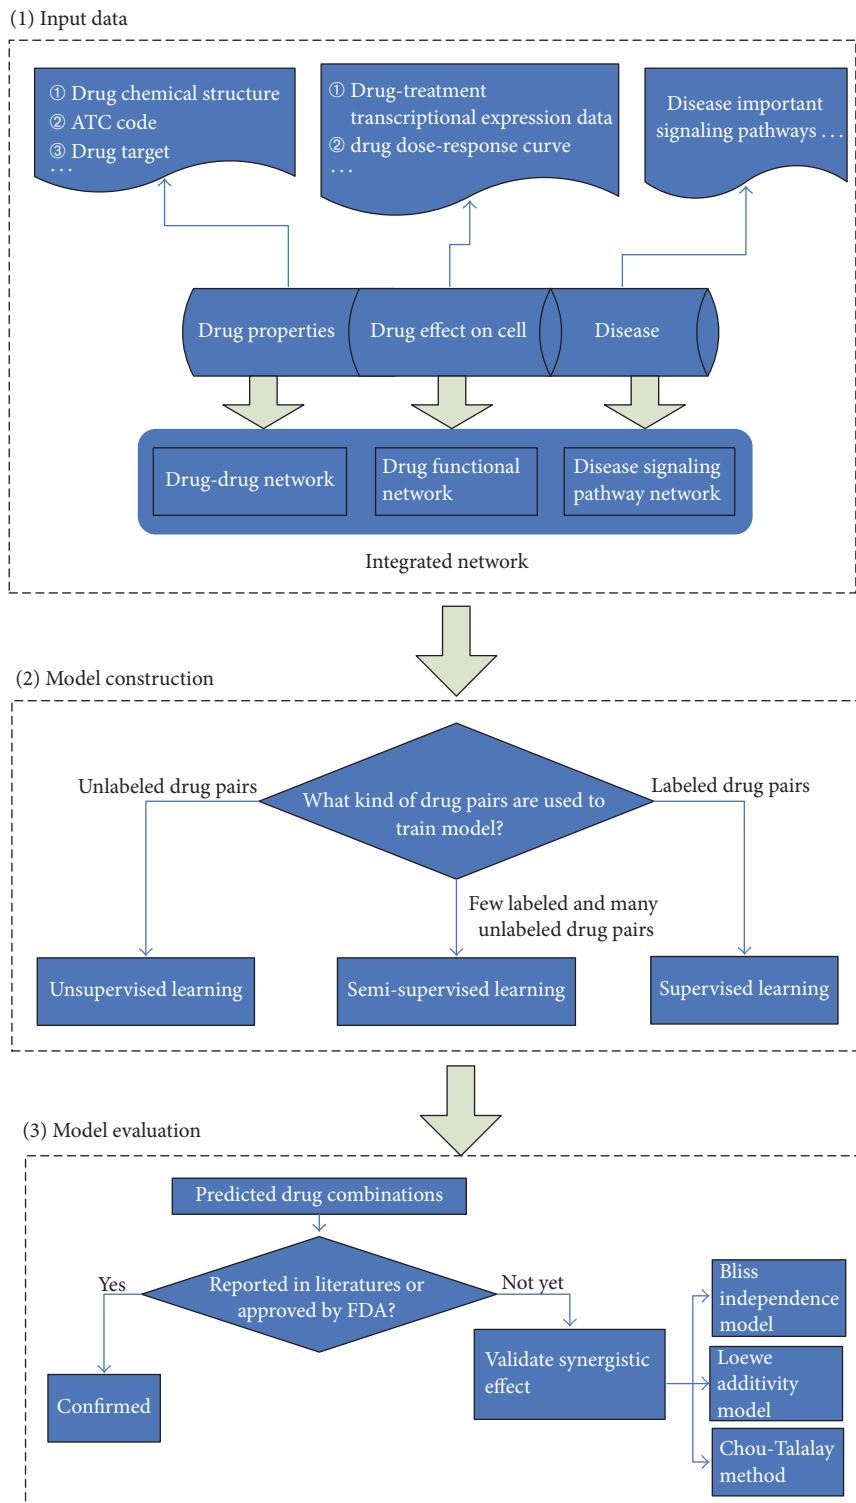 (1) Input data
① Drug chemical structure
② ATC code
③ Drug target
...
① Drug-treatment
transcriptional expression data
② drug dose-response curve
...
Disease important
signaling pathways ...
Drug properties
Drug effect on cell
Disease
Drug-drug network
Drug functional
network
Disease signaling
pathway network
Integrated network
(2) Model construction
Unlabeled drug pairs
Labeled drug pairs
What kind of drug pairs are used to
train model?
Few labeled and many
unlabeled drug pairs
Unsupervised learning
Semi-supervised learning
Supervised learning
(3) Model evaluation
Predicted drug combinations
Yes
Reported in literatures or
approved by FDA?
Not yet
Confirmed
Validate synergistic
effect
Bliss
independence
model
Loewe
additivity
model
Chou-Talalay
method